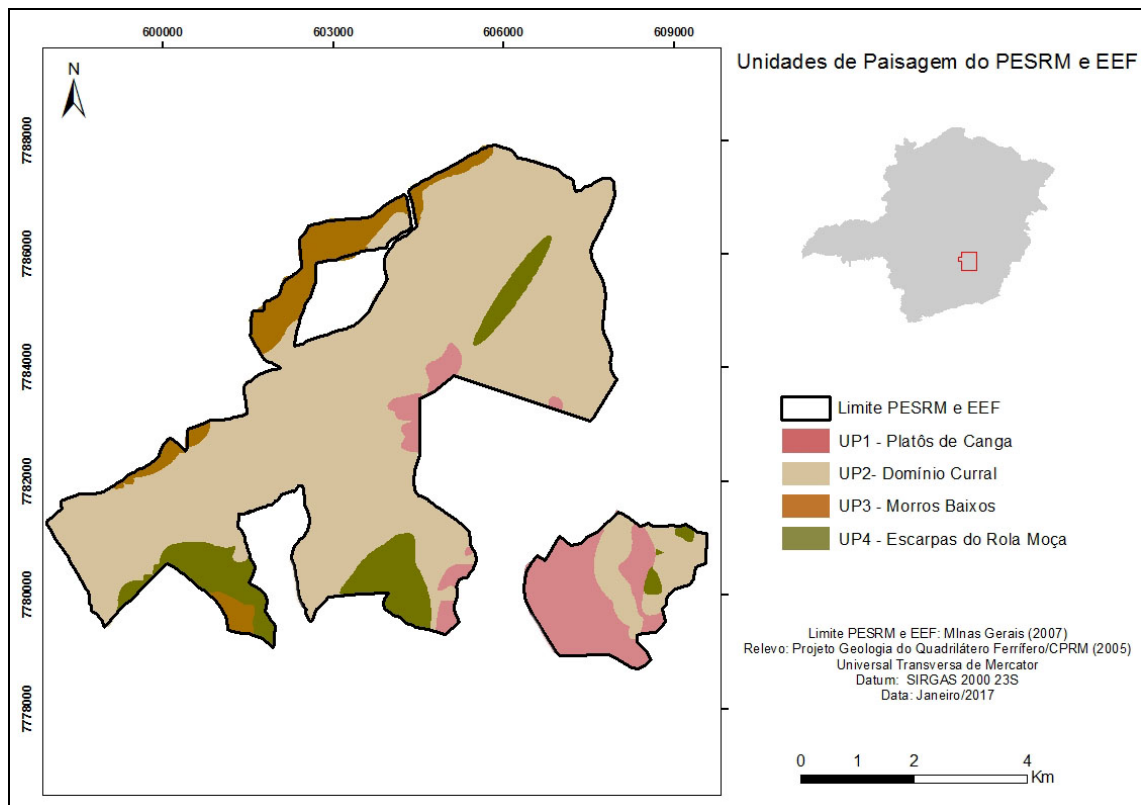 600000
603000
606000
609000
N
7788000
7786000
7784000
7782000
7780000
7778000
Unidades de Paisagem do PESRM e EEF
Limite PESRM e EEF
UP1 - Platôs de Canga
UP2- Domínio Curral
UP3 - Morros Baixos
UP4 - Escarpas do Rola Moça
Limite PESRM e EEF: MInas Gerais (2007)
Relevo: Projeto Geologia do Quadrilátero Ferrífero/CPRM (2005)
Universal Transversa de Mercator
Datum: SIRGAS 2000 23S
Data: Janeiro/2017
0 1 2 4
Km